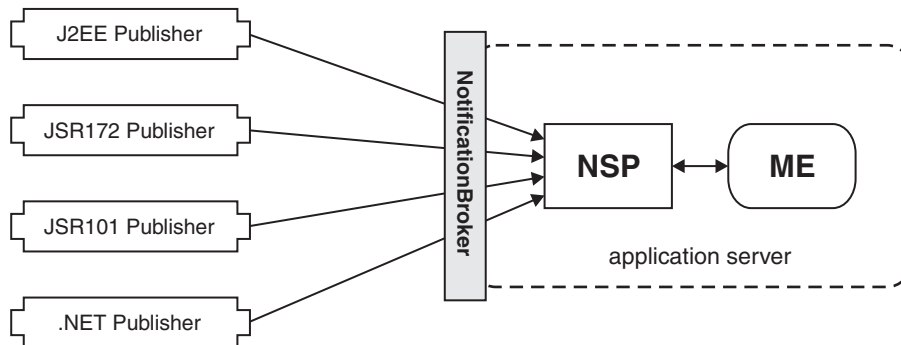 J2EE Publisher
JSR172 Publisher
JSR101 Publisher
.NET Publisher
NotificationBroker
NSP
ME
application server